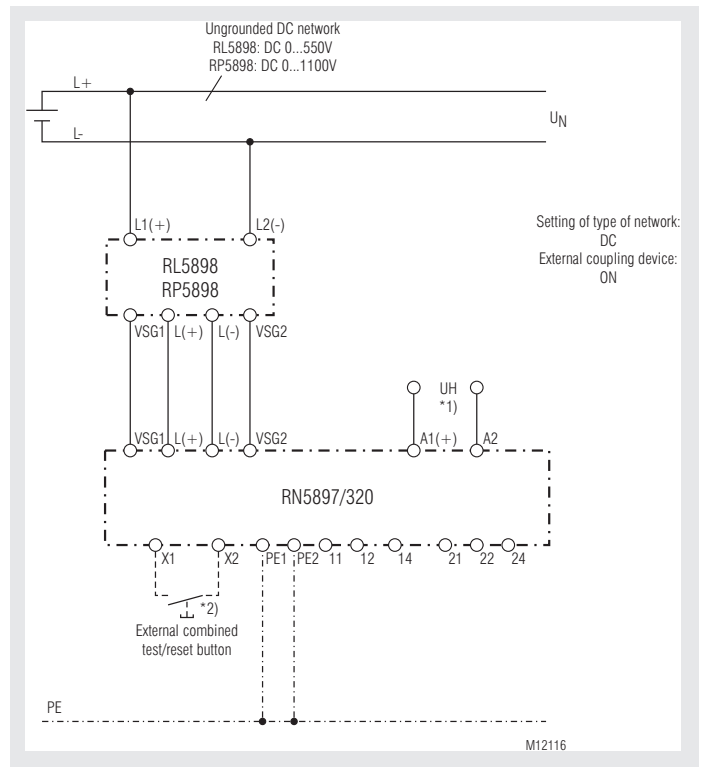 Ungrounded DC network
RL5898: DC 0...550V
RP5898: DC 0...1100V
L+
UN
L-
L1(+) L2(-)
Setting of type of network:
DC
External coupling device:
ON
RL5898
RP5898
VSG1 L(+) L(-) VSG2
UH
*1)
VSG1 L(+) L(-) VSG2 A1(+) A2
RN5897/320
X1 X2 PE1 PE2 11 12 14 21 22 24
*2)
External combined
test/reset button
PE
M12116